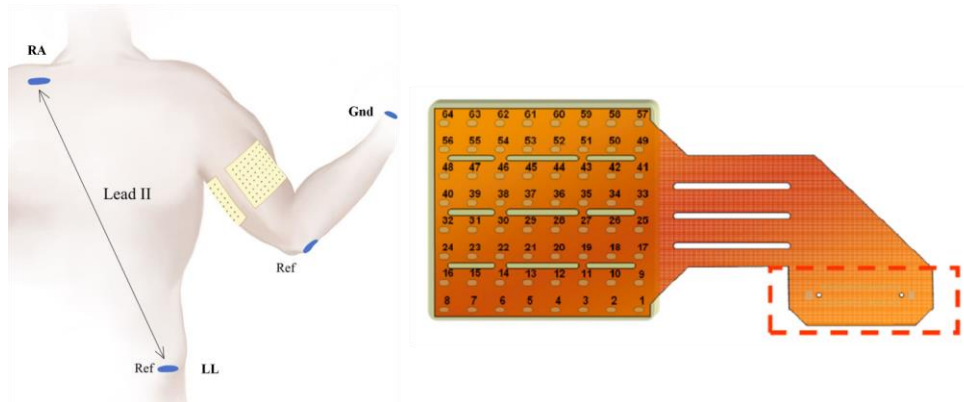 RA
Gnd
Lead II
Ref
Ref
LL
64 63 62 61 60 59 58 57
56 55 54 53 52 51 50 49
48 47 46 45 44 43 42 41
40 39 38 37 36 35 34 33
32 31 30 29 28 27 26 25
24 23 22 21 20 19 18 17
16 15 14 13 12 11 10 9
8 7 6 5 4 3 2 1